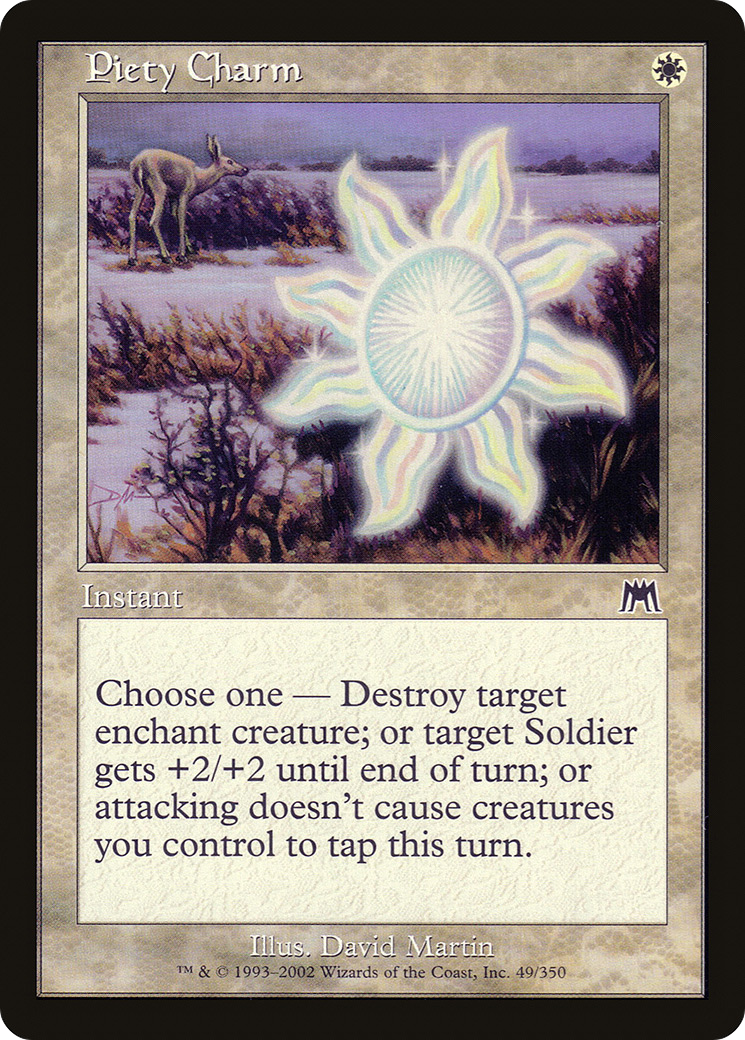 Piety Charm
DM
Instant
Choose one — Destroy target
enchant creature; or target Soldier
gets +2/+2 until end of turn; or
attacking doesn't cause creatures
you control to tap this turn.
Illus. David Martin
™ & © 1993–2002 Wizards of the Coast, Inc. 49/350